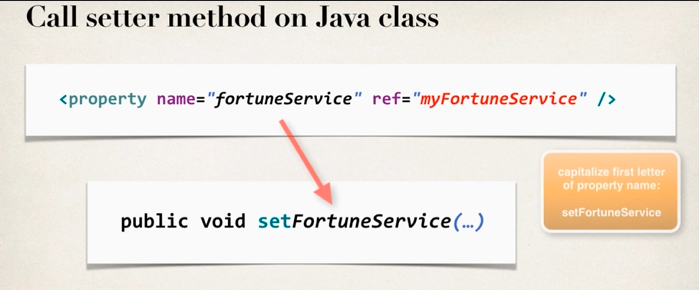 Call setter method on Java class
<property name="fortuneService" ref="myFortuneService" />
capitalize first letter
of property name:
setFortuneService
public void setFortuneService(…)